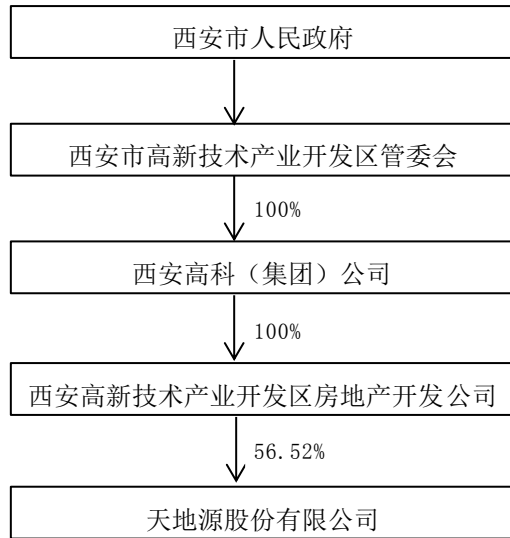 西安市人民政府
西安市高新技术产业开发区管委会
100%
西安高科（集团）公司
100%
西安高新技术产业开发区房地产开发公司
56.52%
天地源股份有限公司